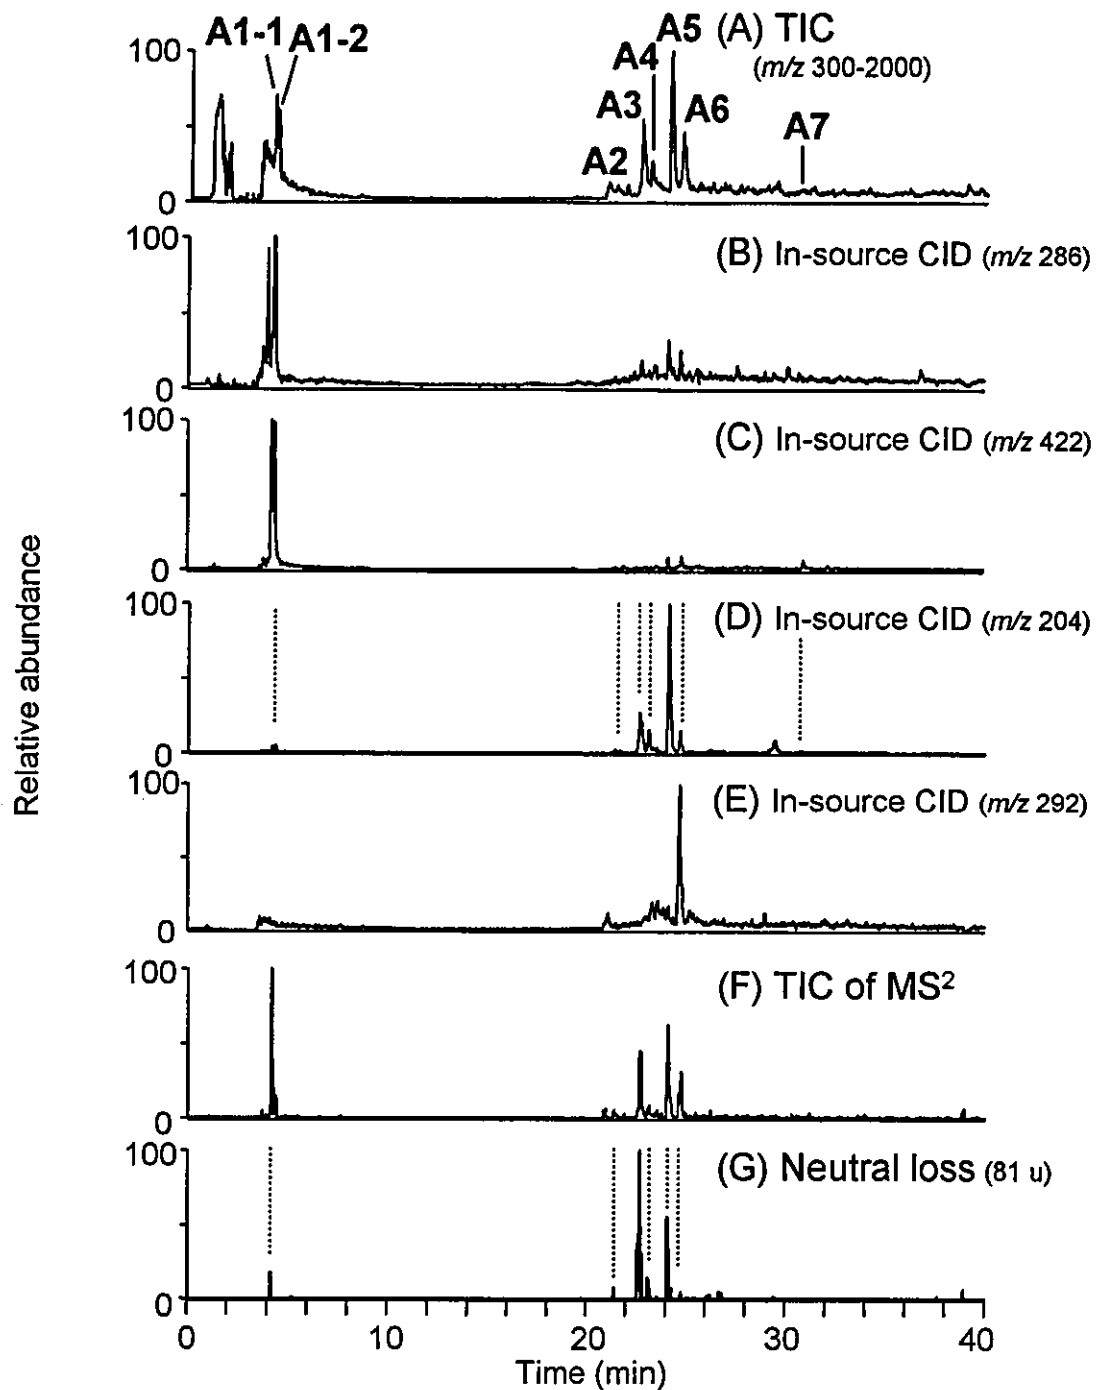 A1-1 A1-2 A5 (A) TIC
(m/z 300-2000)
A4
A3 A6 A7
A2
100
0
(B) In-source CID (m/z 286)
100
0
(C) In-source CID (m/z 422)
100
0
(D) In-source CID (m/z 204)
100
0
(E) In-source CID (m/z 292)
100
0
(F) TIC of MS²
100
0
(G) Neutral loss (81 u)
100
0
0 10 20 30 40
Time (min)
Relative abundance